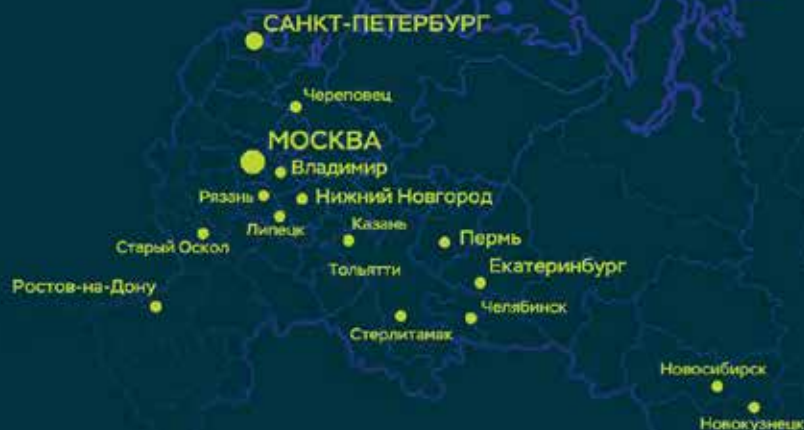 САНКТ-ПЕТЕРБУРГ
Череповец
МОСКВА
Владимир
Рязань
Нижний Новгород
Липецк
Казань
Старый Оскол
Пермь
Тольятти
Екатеринбург
Ростов-на-Дону
Челябинск
Стерлитамак
Новосибирск
Новокузнецк